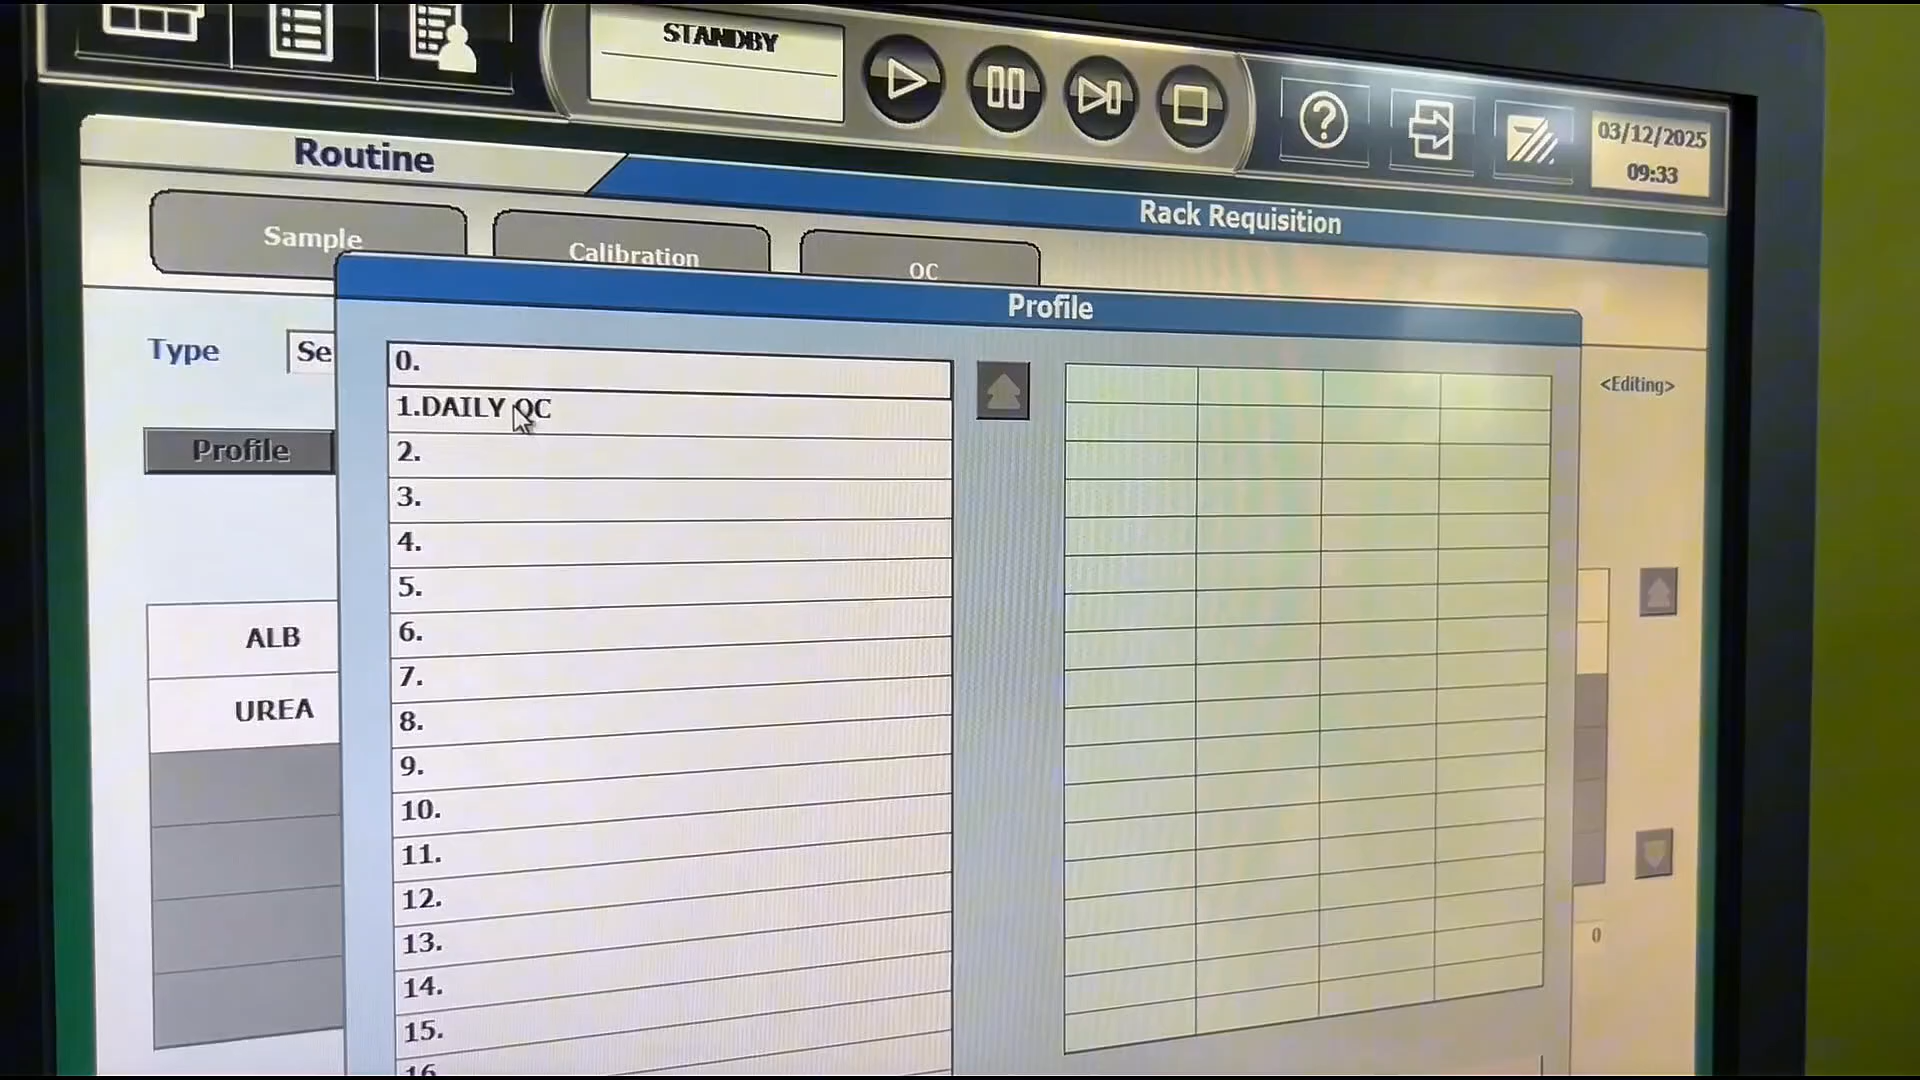 STANDBY
03/12/2025
09:33
Routine
Rack Requisition
Sample
Calibration
QC
Profile
Type
Se
<Editing>
Profile
0.
1.DAILY QC
2.
3.
4.
5.
6.
7.
8.
9.
10.
11.
12.
13.
14.
15.
16
ALB
UREA
0